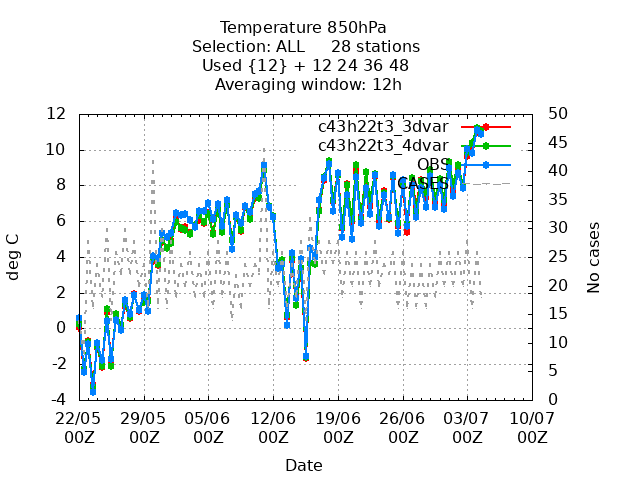 Temperature 850hPa
Selection: ALL     28 stations
Used {12} + 12 24 36 48
Averaging window: 12h
12
10
8
6
4
2
0
-2
-4
deg C
50
45
40
35
30
25
20
15
10
5
0
No cases
c43h22t3_3dvar
c43h22t3_4dvar
OBS
CASES
22/05 29/05 05/06 12/06 19/06 26/06 03/07 10/07
00Z 00Z 00Z 00Z 00Z 00Z 00Z 00Z
Date